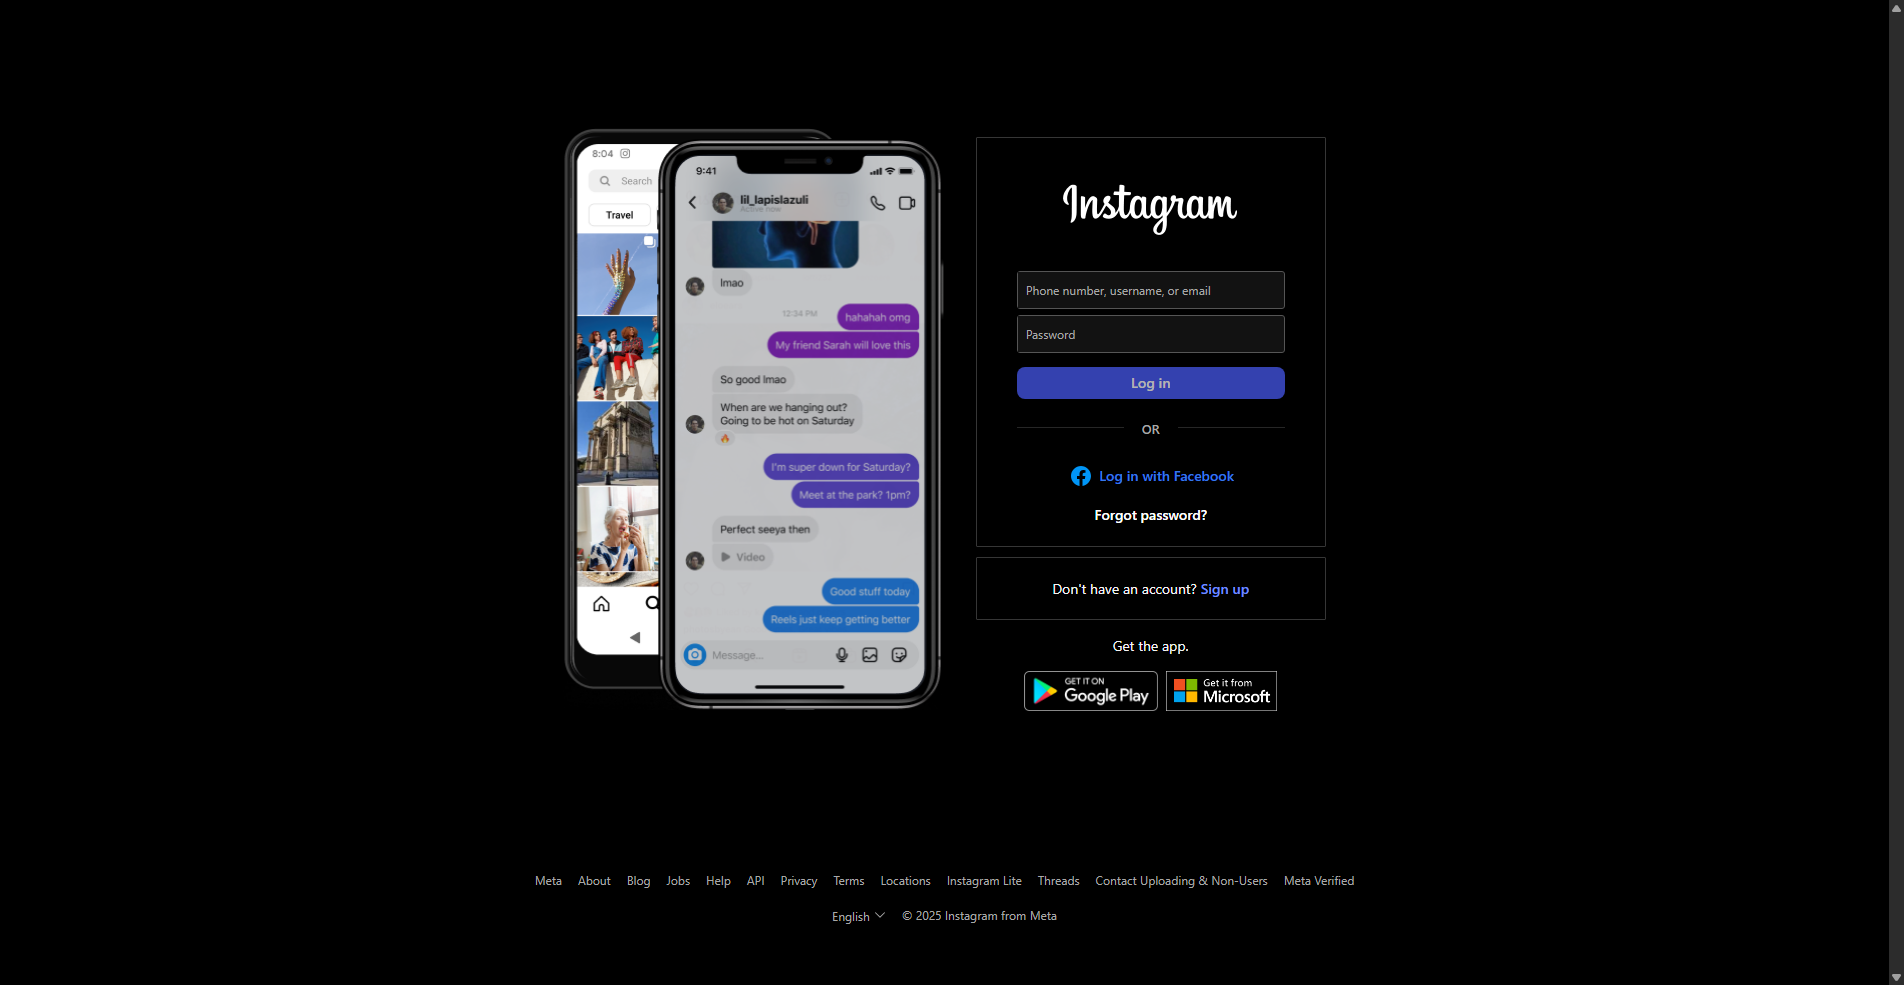 8:04
Search
Travel
9:41
lil_lapislazuli
Active now
lmao
12:34 PM
hahahah omg
My friend Sarah will love this
So good lmao
When are we hanging out?
Going to be hot on Saturday
I'm super down for Saturday?
Meet at the park? 1pm?
Perfect seeya then
Video
Good stuff today
Reels just keep getting better
Message...
Instagram
Phone number, username, or email
Password
Log in
OR
Log in with Facebook
Forgot password?
Don't have an account? Sign up
Get the app.
GET IT ON
Google Play
Get it from
Microsoft
Meta About Blog Jobs Help API Privacy Terms Locations Instagram Lite Threads Contact Uploading & Non-Users Meta Verified
English © 2025 Instagram from Meta